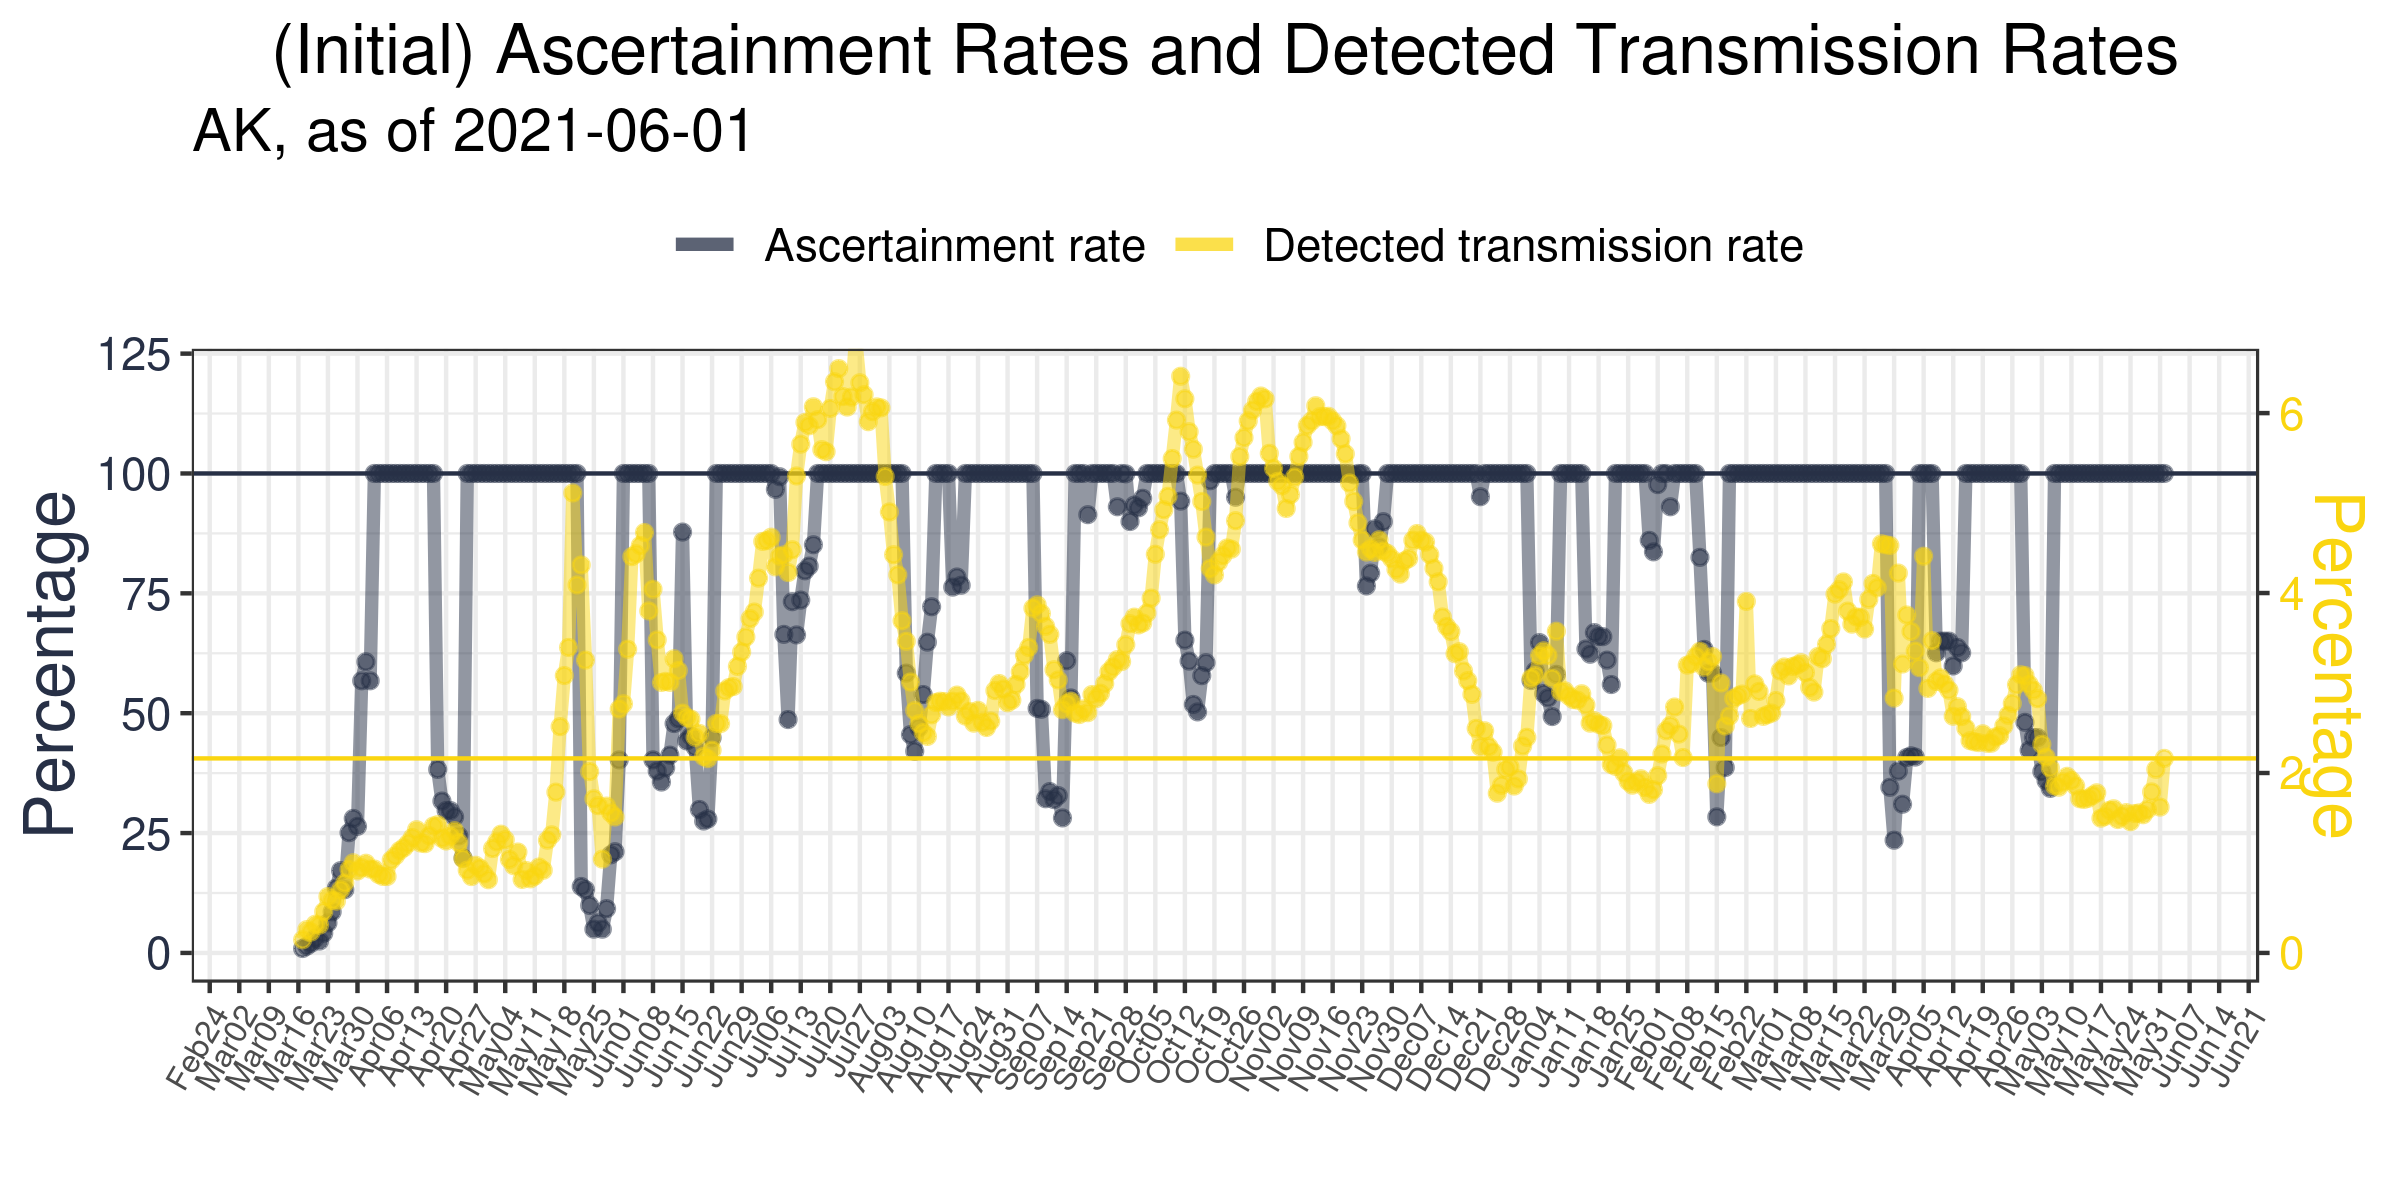 (Initial) Ascertainment Rates and Detected Transmission Rates
AK, as of 2021-06-01
Ascertainment rate
Detected transmission rate
Percentage
125
100
75
50
25
0
6
4
2
0
Percentage
Feb24
Mar02
Mar09
Mar16
Mar23
Mar30
Apr06
Apr13
Apr20
Apr27
May04
May11
May18
May25
Jun01
Jun08
Jun15
Jun22
Jun29
Jul06
Jul13
Jul20
Jul27
Aug03
Aug10
Aug17
Aug24
Aug31
Sep07
Sep14
Sep21
Sep28
Oct05
Oct12
Oct19
Oct26
Nov02
Nov09
Nov16
Nov23
Nov30
Dec07
Dec14
Dec21
Dec28
Jan04
Jan11
Jan18
Jan25
Feb01
Feb08
Feb15
Feb22
Mar01
Mar08
Mar15
Mar22
Mar29
Apr05
Apr12
Apr19
Apr26
May03
May10
May17
May24
May31
Jun07
Jun14
Jun21